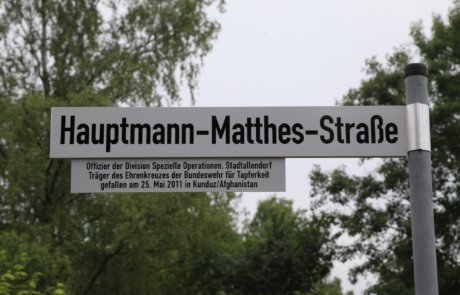 Hauptmann-Matthes-Straße
Offizier der Division Spezielle Operationen, Stadtallendorf
Träger des Ehrenkreuzes der Bundeswehr für Tapferkeit
gefallen am 25. Mai 2011 in Kunduz/Afghanistan